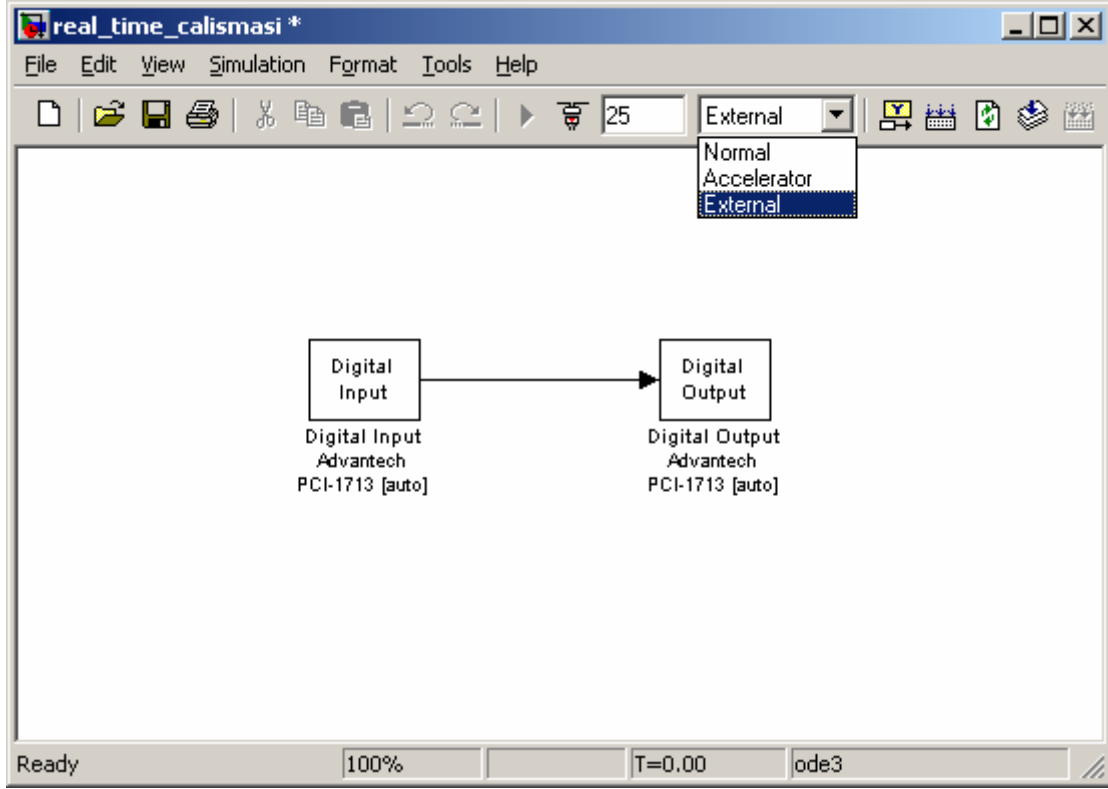 real_time_calismasi *
File Edit View Simulation Format Tools Help
25 External
Normal
Accelerator
External
Digital
Input
Digital
Output
Digital Input
Advantech
PCI-1713 [auto]
Digital Output
Advantech
PCI-1713 [auto]
Ready 100% T=0.00 ode3